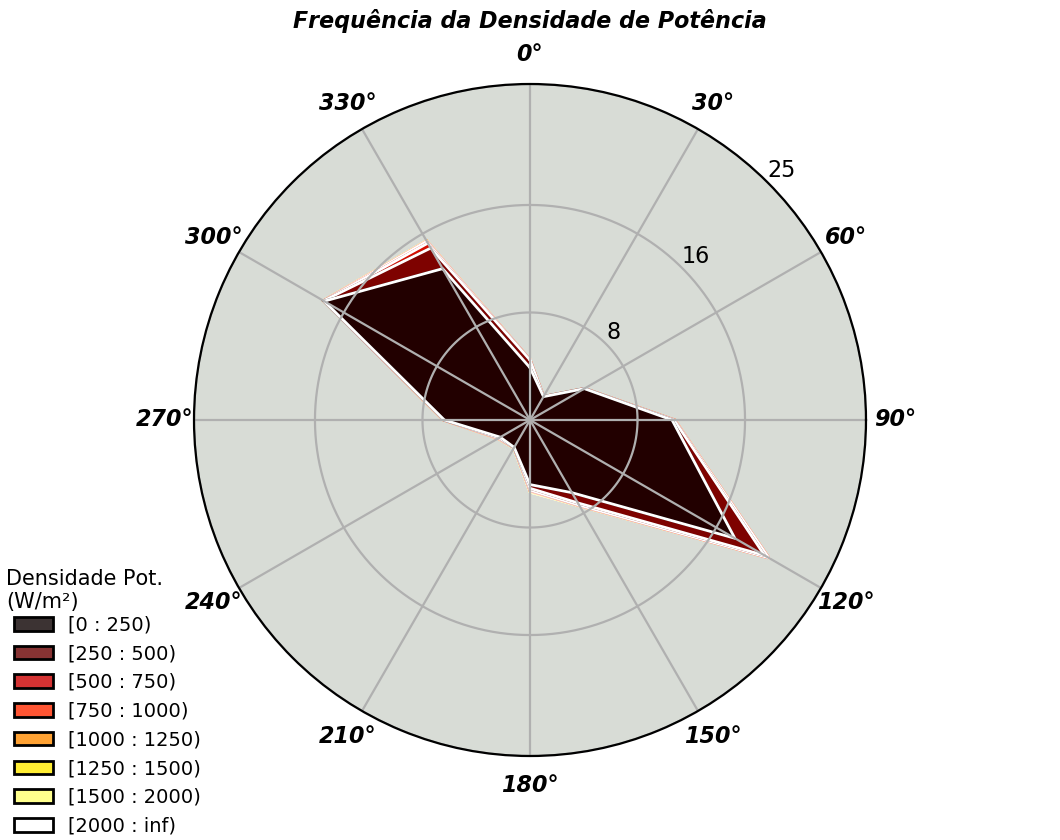 Frequência da Densidade de Potência
0°
330°
30°
25
300°
60°
16
8
270°
90°
Densidade Pot.
(W/m²)
240°
120°
[0 : 250)
[250 : 500)
[500 : 750)
[750 : 1000)
210°
150°
[1000 : 1250)
[1250 : 1500)
180°
[1500 : 2000)
[2000 : inf)